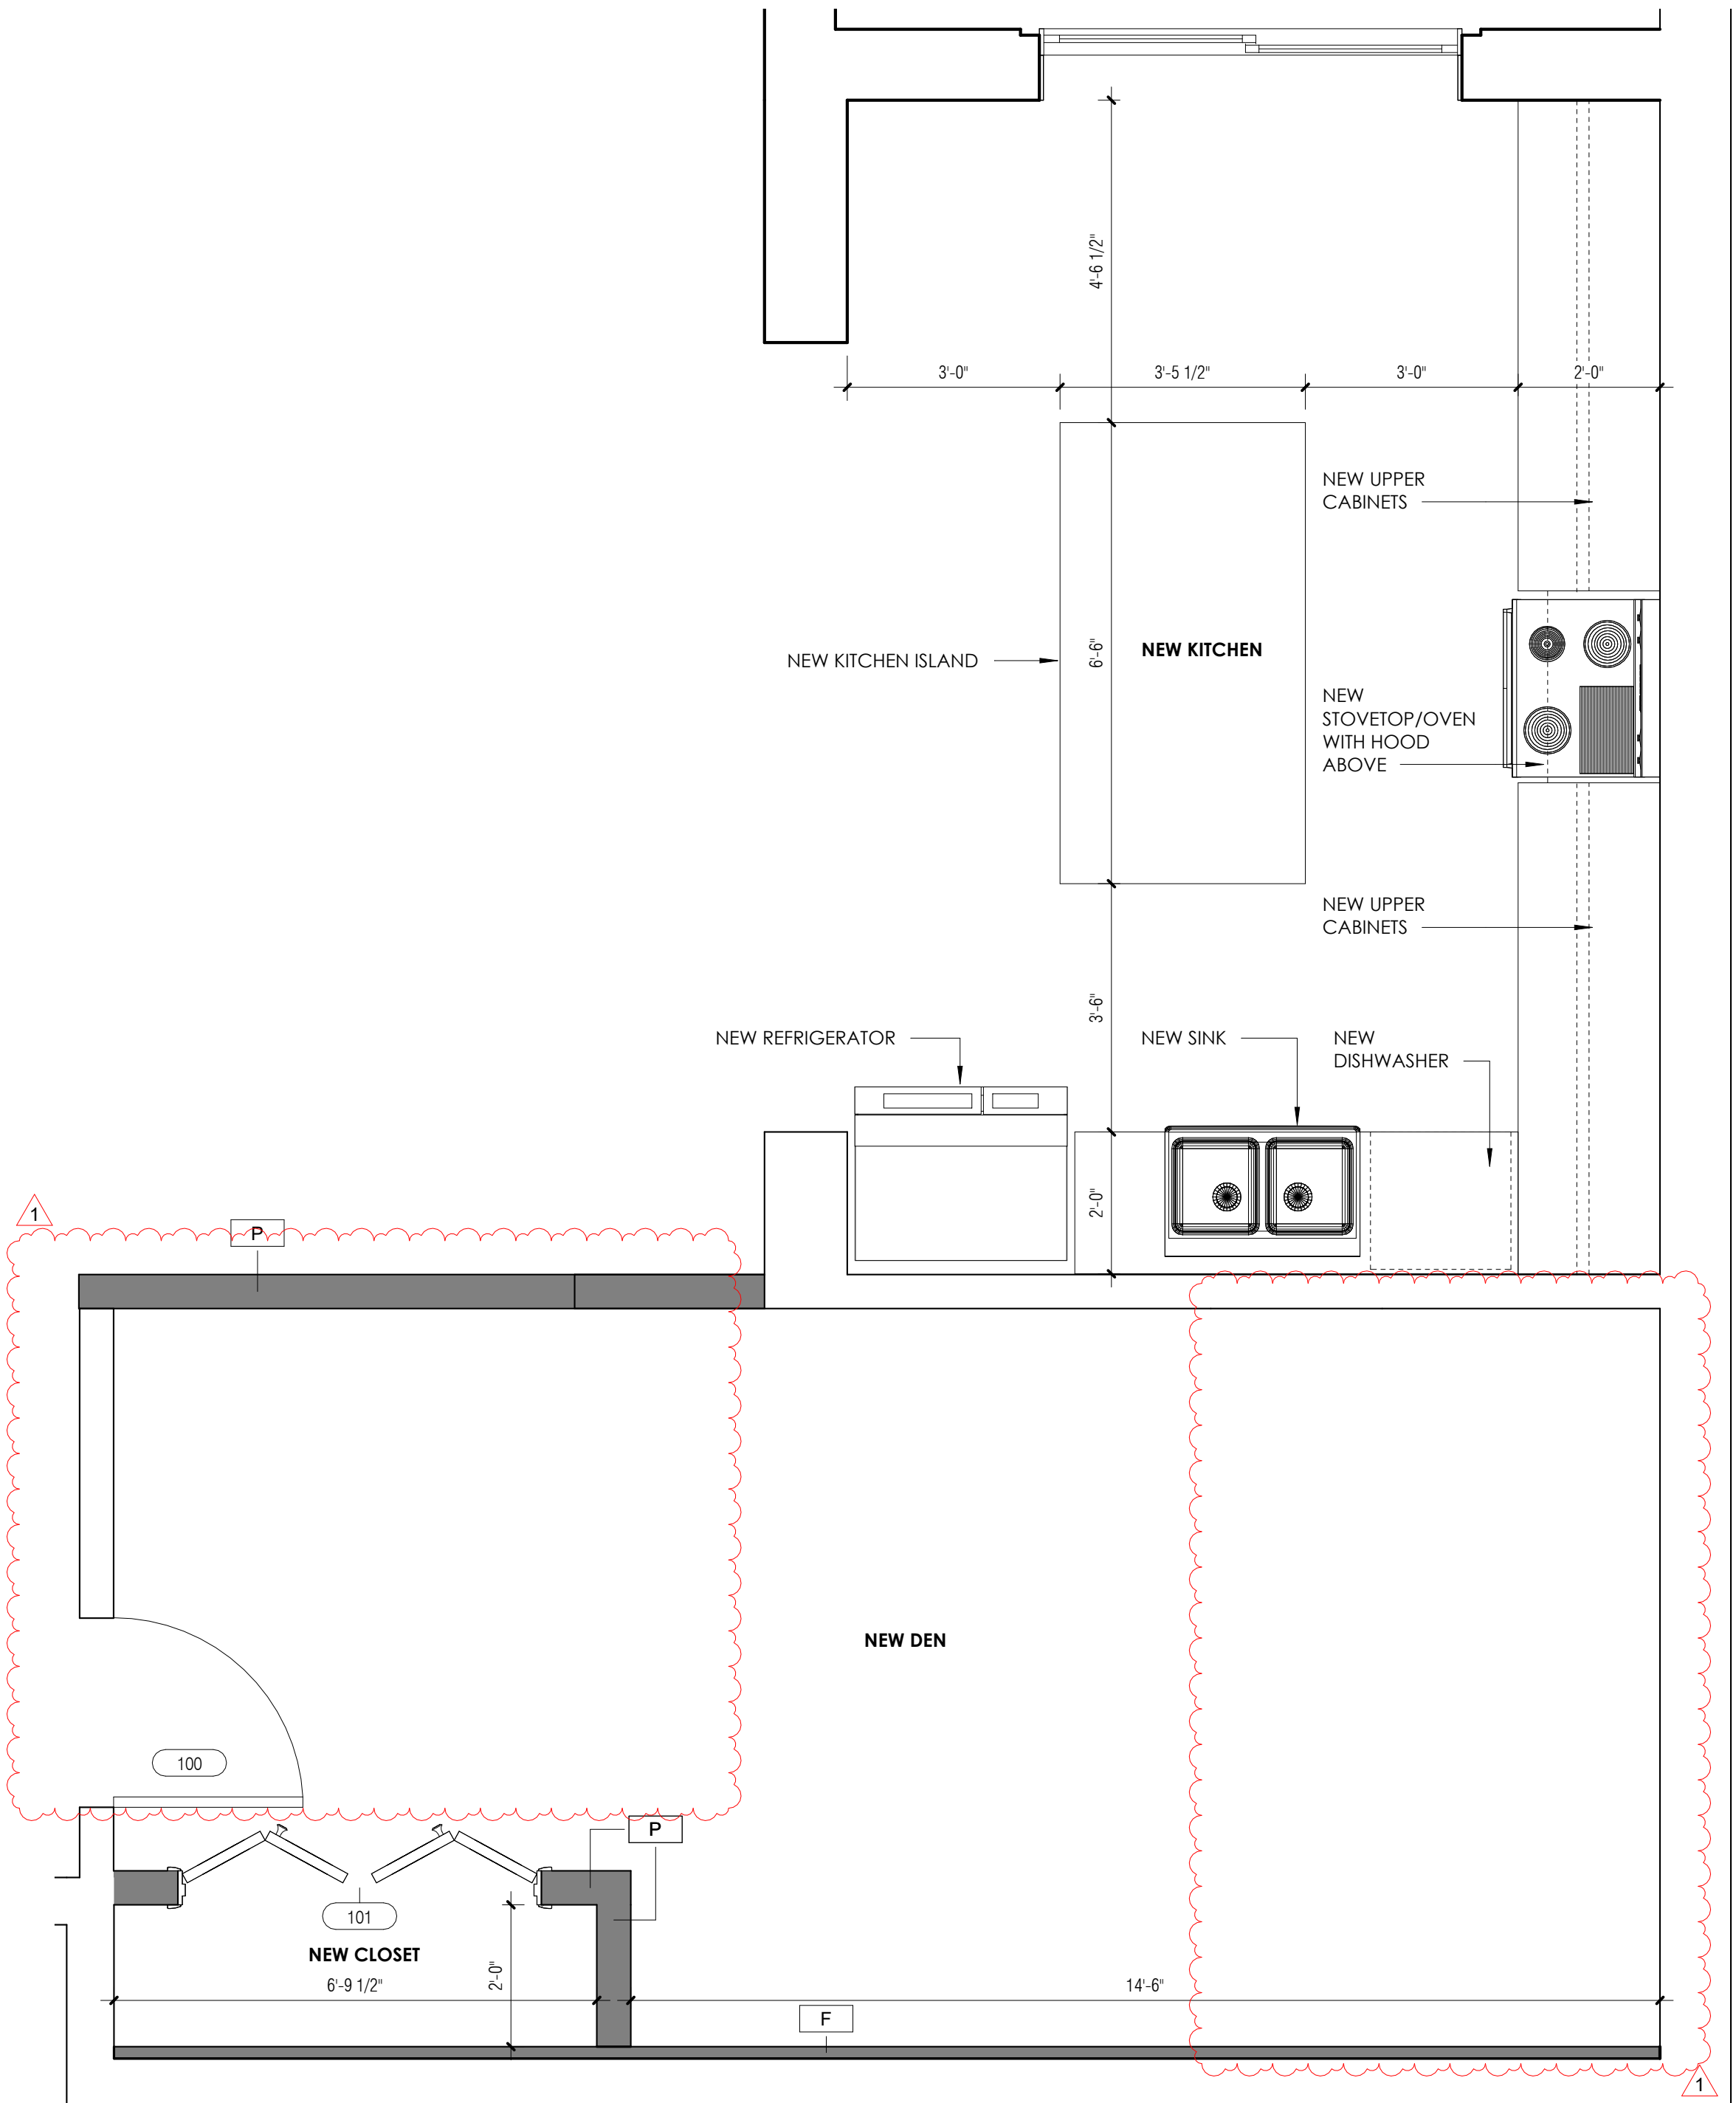 4'-6 1/2"
3'-0"
3'-5 1/2"
3'-0"
2'-0"
NEW UPPER
CABINETS
NEW KITCHEN ISLAND
6'-6"
NEW KITCHEN
NEW
STOVETOP/OVEN
WITH HOOD
ABOVE
NEW UPPER
CABINETS
3'-6"
NEW REFRIGERATOR
NEW SINK
NEW
DISHWASHER
2'-0"
1
P
NEW DEN
100
P
101
NEW CLOSET
6'-9 1/2"
2'-0"
14'-6"
F
1